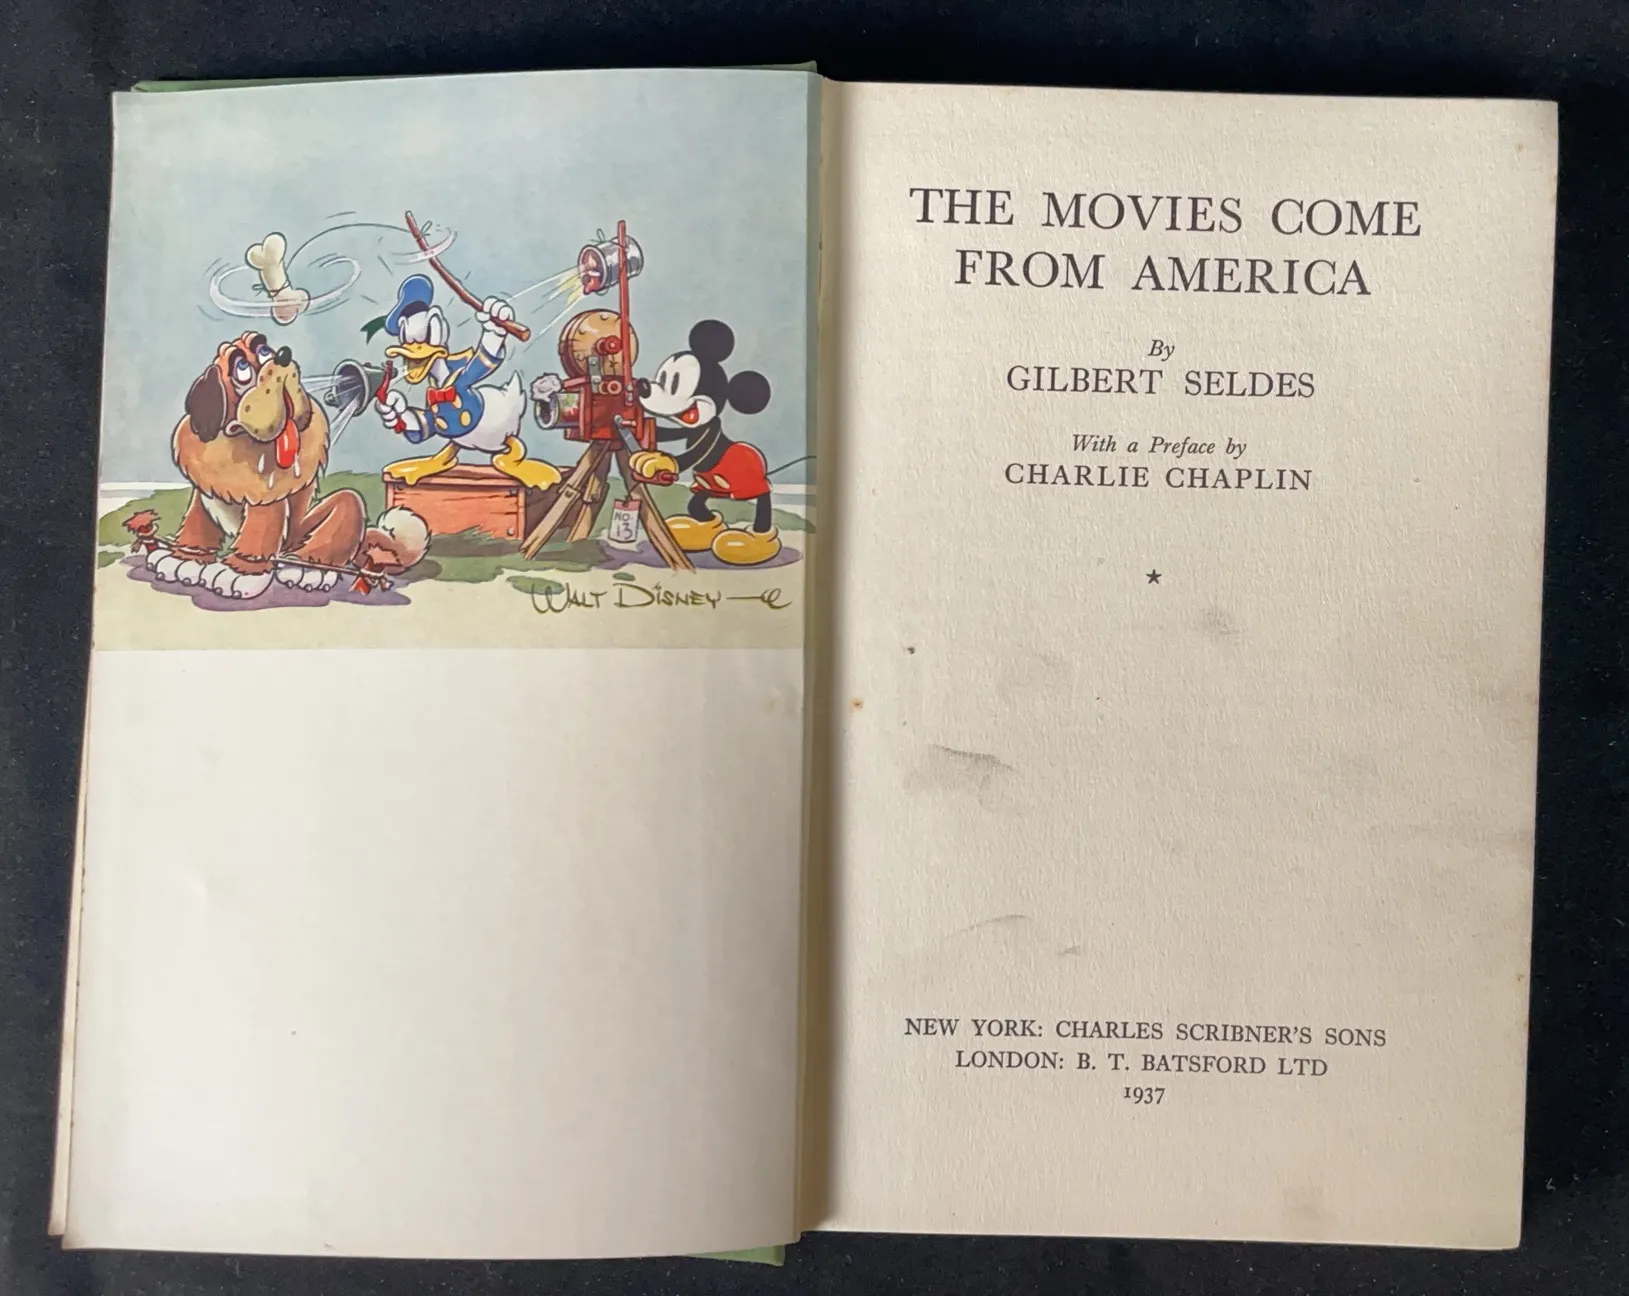 NO.
13
WALT DISNEY
THE MOVIES COME
FROM AMERICA
By
GILBERT SELDES
With a Preface by
CHARLIE CHAPLIN
NEW YORK: CHARLES SCRIBNER'S SONS
LONDON: B. T. BATSFORD LTD
1937